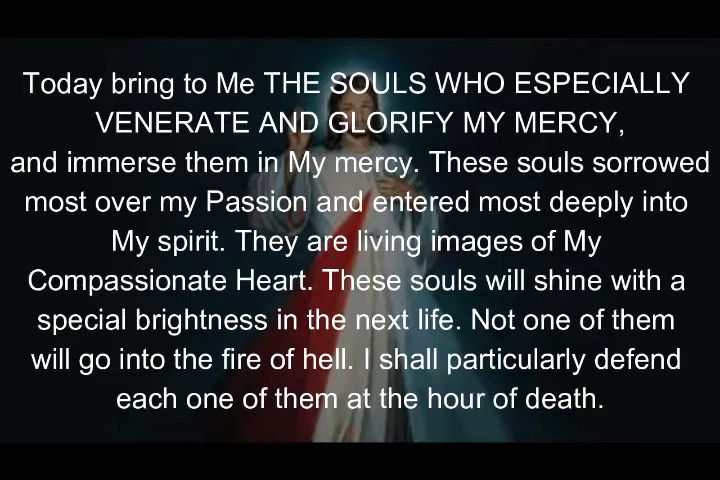 Today bring to Me THE SOULS WHO ESPECIALLY
VENERATE AND GLORIFY MY MERCY,
and immerse them in My mercy. These souls sorrowed
most over my Passion and entered most deeply into
My spirit. They are living images of My
Compassionate Heart. These souls will shine with a
special brightness in the next life. Not one of them
will go into the fire of hell. I shall particularly defend
each one of them at the hour of death.